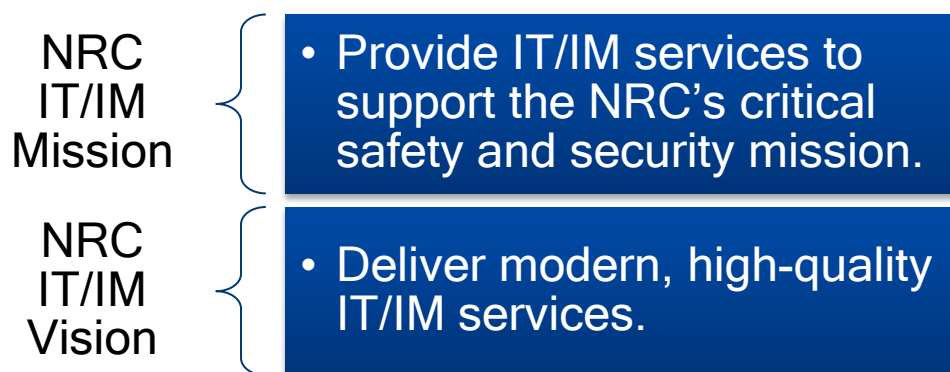 NRC
IT/IM
Mission
• Provide IT/IM services to
support the NRC’s critical
safety and security mission.
NRC
IT/IM
Vision
• Deliver modern, high-quality
IT/IM services.